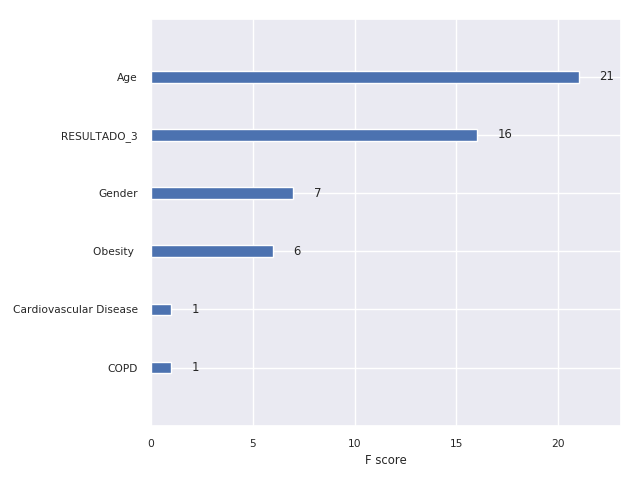 Age 21
RESULTADO_3 16
Gender 7
Obesity 6
Cardiovascular Disease 1
COPD 1
0 5 10 15 20
F score